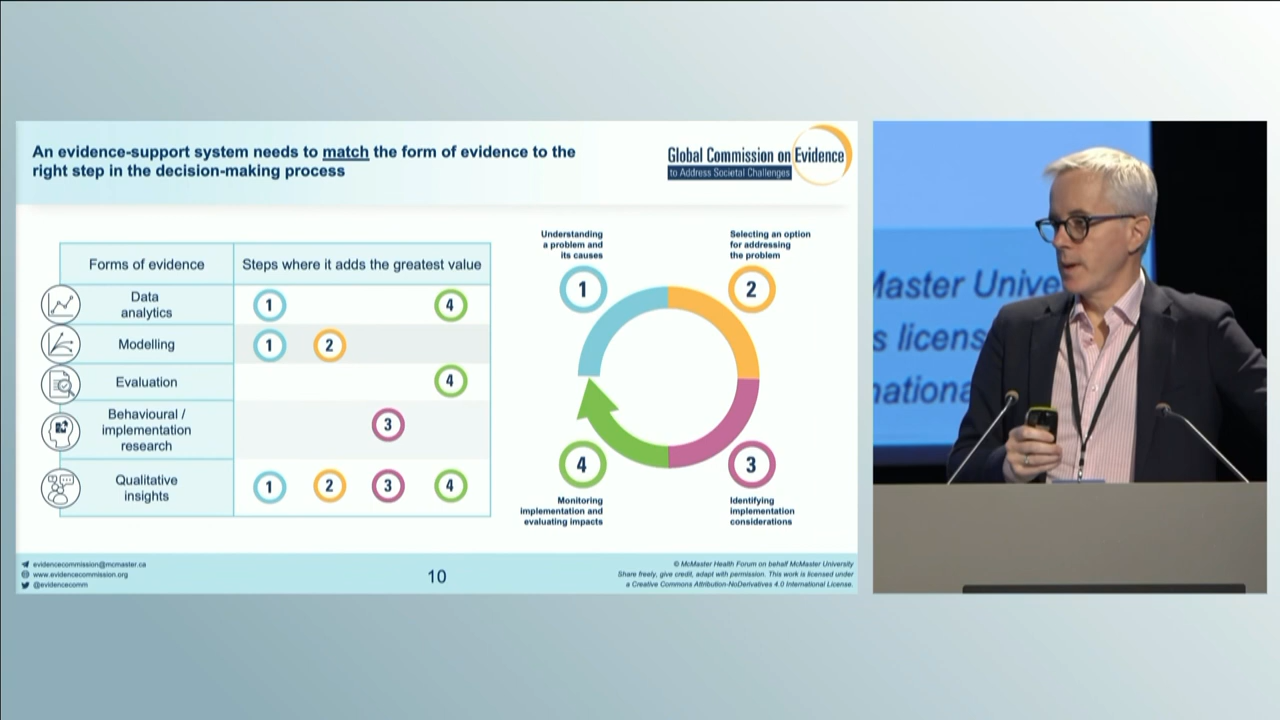 An evidence-support system needs to match the form of evidence to the
right step in the decision-making process
Global Commission on Evidence
to Address Societal Challenges
Forms of evidence
Steps where it adds the greatest value
Data
analytics
1
4
Modelling
1
2
Evaluation
4
Behavioural /
implementation
research
3
Qualitative
insights
1
2
3
4
Understanding
a problem and
its causes
1
Selecting an option
for addressing
the problem
2
4
Monitoring
implementation and
evaluating impacts
3
Identifying
implementation
considerations
evidencecommission@mcmaster.ca
www.evidencecommission.org
@evidencecomm
10
© McMaster Health Forum on behalf McMaster University
Share freely, give credit, adapt with permission. This work is licensed under
a Creative Commons Attribution-NoDerivatives 4.0 International License.
Master Unive
s licens
nationa